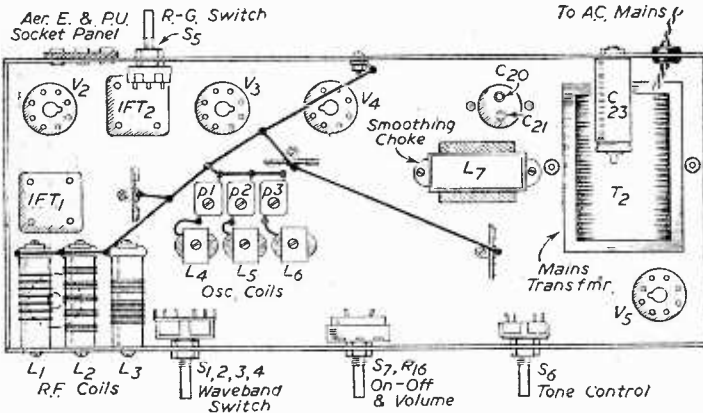 Aer. E. & P.U.
Socket Panel
R.-G. Switch
S5
To A.C. Mains
V2
IFT2
V3
V4
C20
C21
C23
Smoothing
Choke
L7
T2
IFT1
P1
P2
P3
L4
L5
L6
Osc. Coils
Mains
Transfmr.
V5
L1
L2
L3
R.F. Coils
S1, 2, 3, 4
Waveband
Switch
S7, R16
On-Off
& Volume
S6
Tone Control